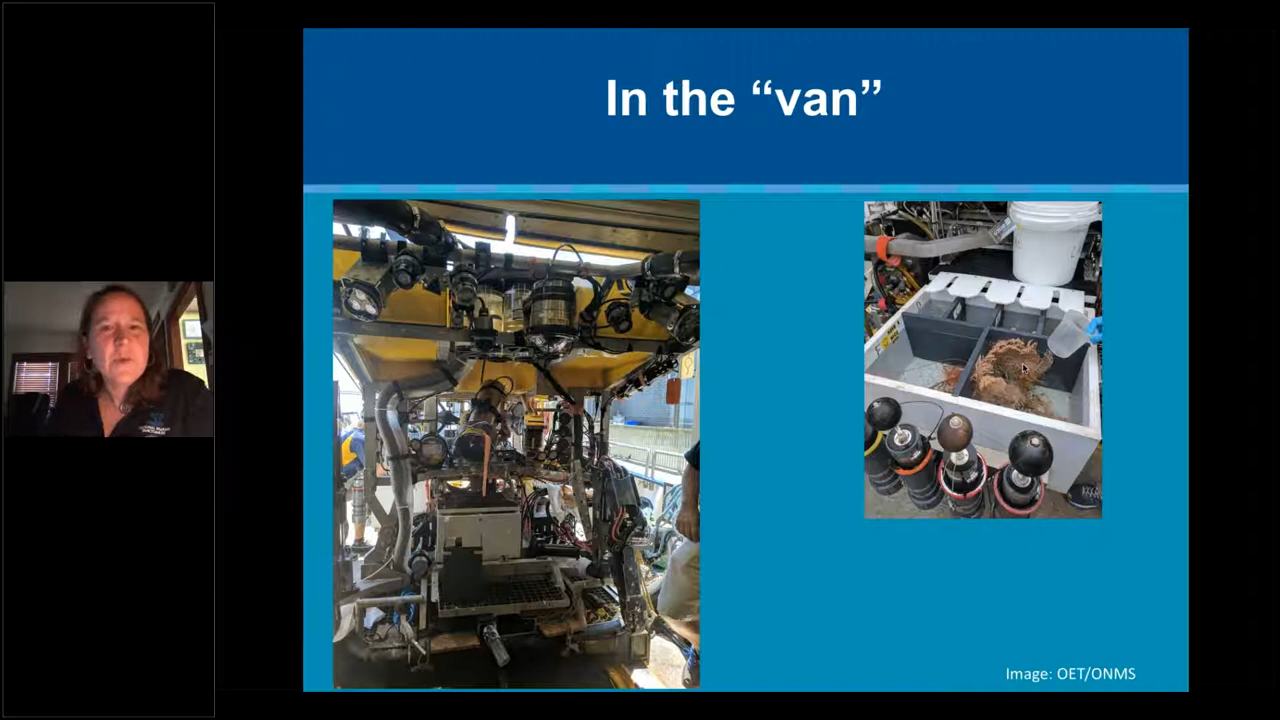 In the “van”
Image: OET/ONMS